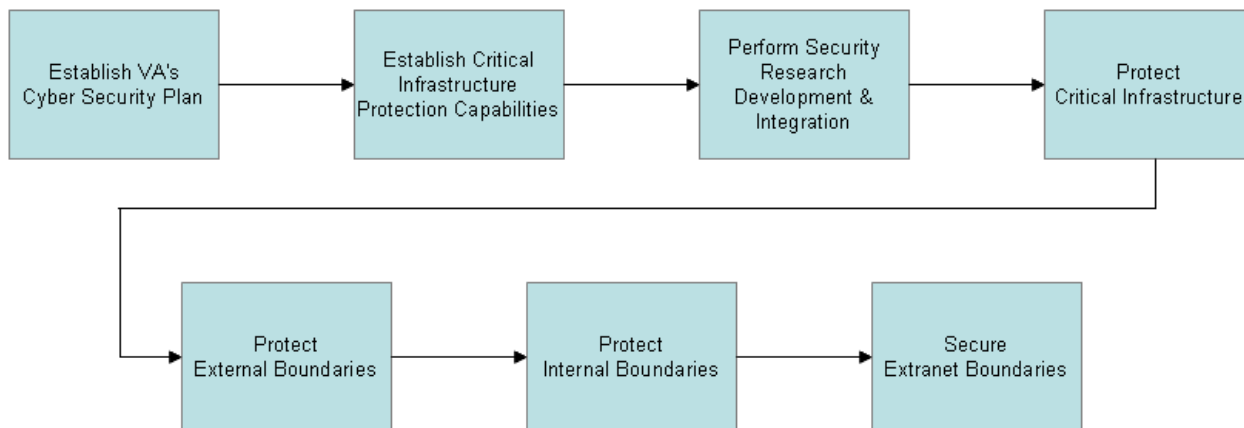 Establish VA's
Cyber Security Plan
Establish Critical
Infrastructure
Protection Capabilities
Perform Security
Research
Development &
Integration
Protect
Critical Infrastructure
Protect
External Boundaries
Protect
Internal Boundaries
Secure
Extranet Boundaries